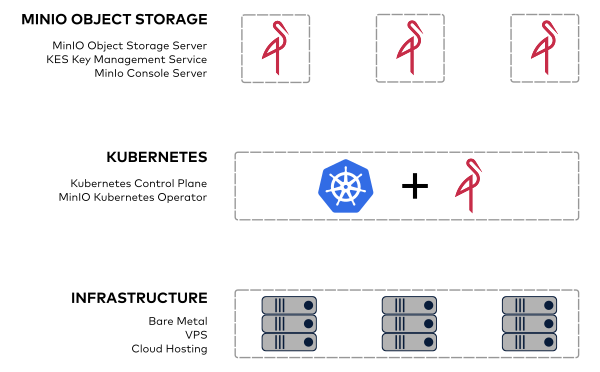 MINIO OBJECT STORAGE
MinIO Object Storage Server
KES Key Management Service
MinIo Console Server
KUBERNETES
Kubernetes Control Plane
MinIO Kubernetes Operator
INFRASTRUCTURE
Bare Metal
VPS
Cloud Hosting